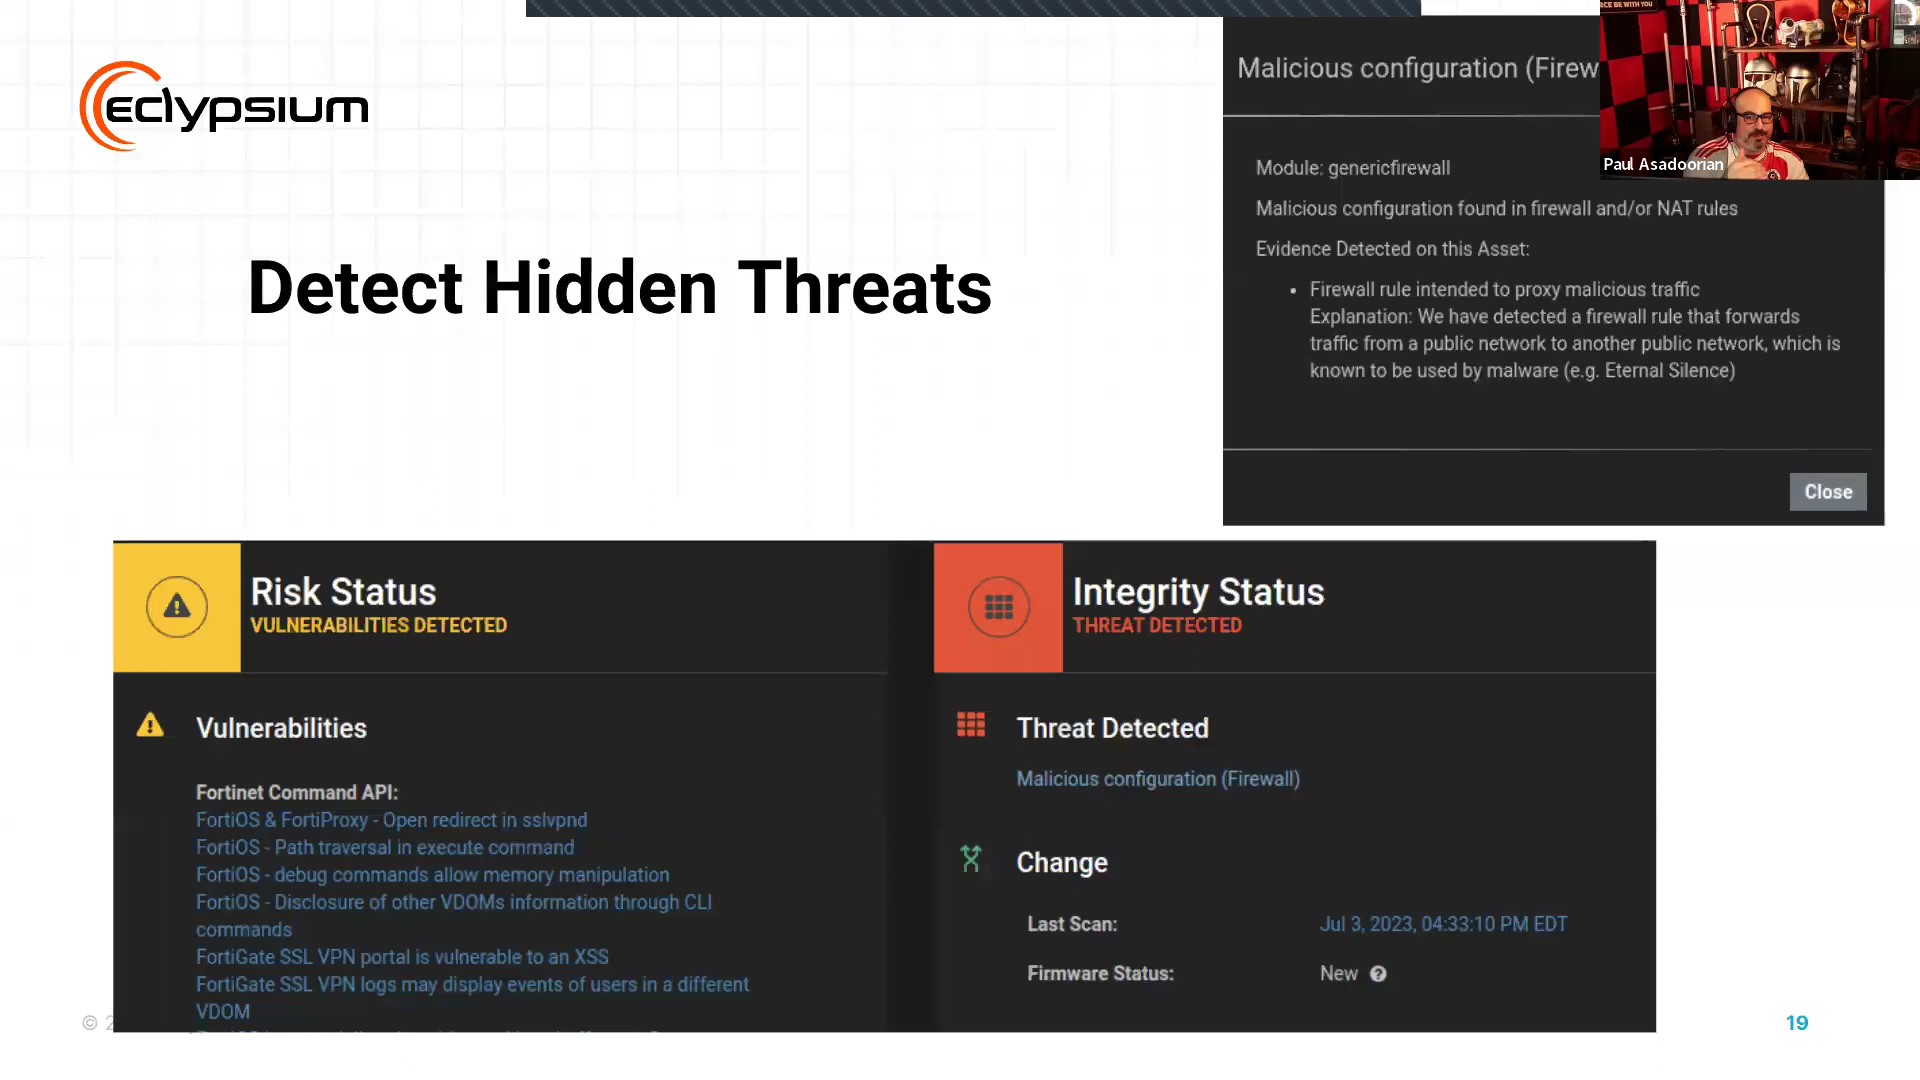 Eclypsium
Detect Hidden Threats
Malicious configuration (Firew
RCE BE WITH YOU
Paul Asadoorian
Module: genericfirewall
Malicious configuration found in firewall and/or NAT rules
Evidence Detected on this Asset:
• Firewall rule intended to proxy malicious traffic
Explanation: We have detected a firewall rule that forwards
traffic from a public network to another public network, which is
known to be used by malware (e.g. Eternal Silence)
Close
Risk Status
VULNERABILITIES DETECTED
Vulnerabilities
Fortinet Command API:
FortiOS & FortiProxy - Open redirect in sslvpnd
FortiOS - Path traversal in execute command
FortiOS - debug commands allow memory manipulation
FortiOS - Disclosure of other VDOMs information through CLI
commands
FortiGate SSL VPN portal is vulnerable to an XSS
FortiGate SSL VPN logs may display events of users in a different
VDOM
Integrity Status
THREAT DETECTED
Threat Detected
Malicious configuration (Firewall)
Change
Last Scan: Jul 3, 2023, 04:33:10 PM EDT
Firmware Status: New
© 2
19